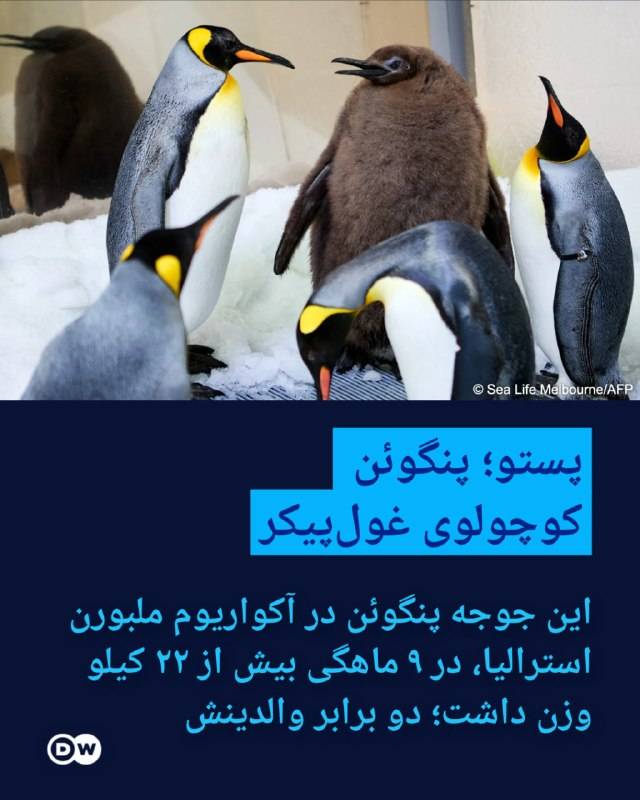 © Sea Life Melbourne/AFP
پستو؛ پنگوئن
کوچولوی غول‌پیکر
این جوجه پنگوئن در آکواریوم ملبورن
استرالیا، در ۹ ماهگی بیش از ۲۲ کیلو
وزن داشت؛ دو برابر والدینش
DW